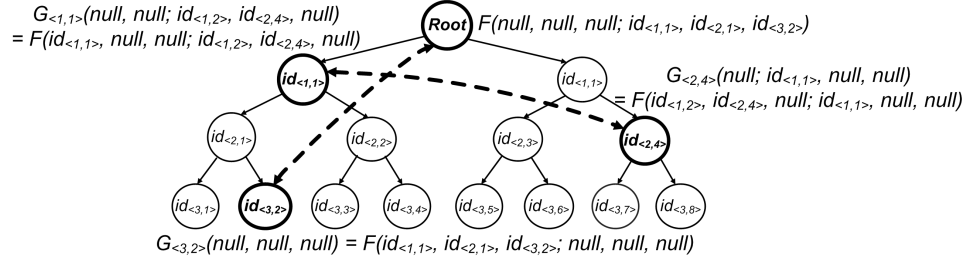 G<1,1>(null, null; id<1,2>, id<2,4>, null)
= F(id<1,1>, null, null; id<1,2>, id<2,4>, null)
Root
F(null, null, null; id<1,1>, id<2,1>, id<3,2>)
id<1,1>
id<1,1>
G<2,4>(null; id<1,1>, null, null)
= F(id<1,2>, id<2,4>, null; id<1,1>, null, null)
id<2,1>
id<2,2>
id<2,3>
id<2,4>
id<3,1>
id<3,2>
id<3,3>
id<3,4>
id<3,5>
id<3,6>
id<3,7>
id<3,8>
G<3,2>(null, null, null) = F(id<1,1>, id<2,1>, id<3,2>; null, null, null)